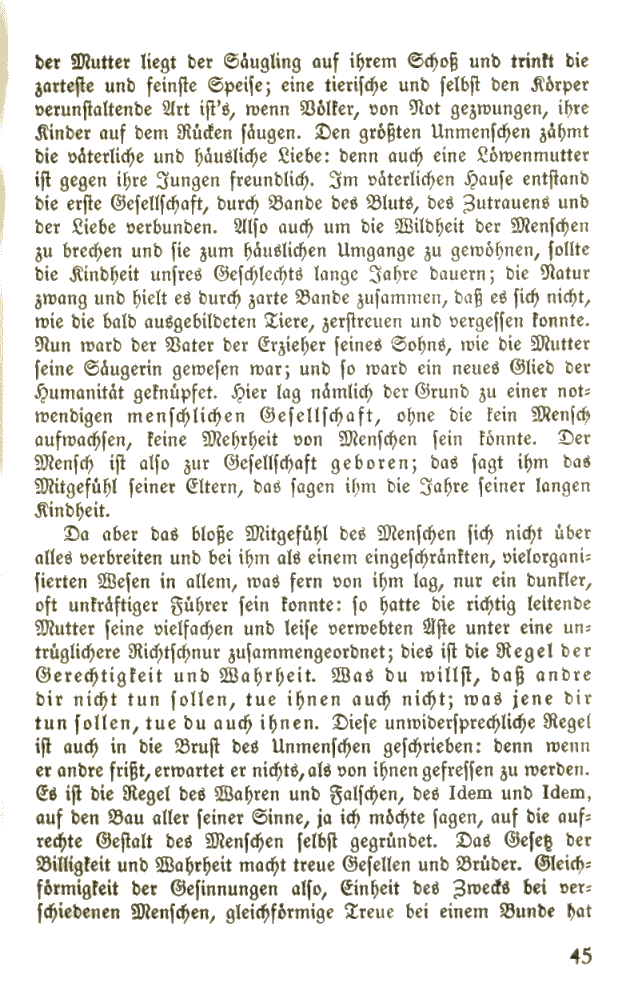 der Mutter liegt der Säugling auf ihrem Schoß und trinkt die
zarteste und feinste Speise; eine tierische und selbst den Körper
verunstaltende Art ist's, wenn Völker, von Not gezwungen, ihre
Kinder auf dem Rücken säugen. Den größten Unmenschen zähmt
die väterliche und häusliche Liebe: denn auch eine Löwenmutter
ist gegen ihre Jungen freundlich. Im väterlichen Hause entstand
die erste Gesellschaft, durch Bande des Bluts, des Zutrauens und
der Liebe verbunden. Also auch um die Wildheit der Menschen
zu brechen und sie zum häuslichen Umgange zu gewöhnen, sollte
die Kindheit unsres Geschlechts lange Jahre dauern; die Natur
zwang und hielt es durch zarte Bande zusammen, daß es sich nicht,
wie die bald ausgebildeten Tiere, zerstreuen und vergessen konnte.
Nun ward der Vater der Erzieher seines Sohns, wie die Mutter
seine Säugerin gewesen war; und so ward ein neues Glied der
Humanität geknüpfet. Hier lag nämlich der Grund zu einer not-
wendigen menschlichen Gesellschaft, ohne die kein Mensch
aufwachsen, keine Mehrheit von Menschen sein könnte. Der
Mensch ist also zur Gesellschaft geboren; das sagt ihm das
Mitgefühl seiner Eltern, das sagen ihm die Jahre seiner langen
Kindheit.
Da aber das bloße Mitgefühl des Menschen sich nicht über
alles verbreiten und bei ihm als einem eingeschränkten, vielorgani-
sierten Wesen in allem, was fern von ihm lag, nur ein dunkler,
oft unkräftiger Führer sein konnte: so hatte die richtig leitende
Mutter seine vielfachen und leise verwebten Äste unter eine un-
trüglichere Richtschnur zusammengeordnet; dies ist die Regel der
Gerechtigkeit und Wahrheit. Was du willst, daß andre
dir nicht tun sollen, tue ihnen auch nicht; was jene dir
tun sollen, tue du auch ihnen. Diese unwidersprechliche Regel
ist auch in die Brust des Unmenschen geschrieben: denn wenn
er andre frißt, erwartet er nichts, als von ihnen gefressen zu werden.
Es ist die Regel des Wahren und Falschen, des Idem und Idem,
auf den Bau aller seiner Sinne, ja ich möchte sagen, auf die auf-
rechte Gestalt des Menschen selbst gegründet. Das Gesetz der
Billigkeit und Wahrheit macht treue Gesellen und Brüder. Gleich-
förmigkeit der Gesinnungen also, Einheit des Zwecks bei ver-
schiedenen Menschen, gleichförmige Treue bei einem Bunde hat
45